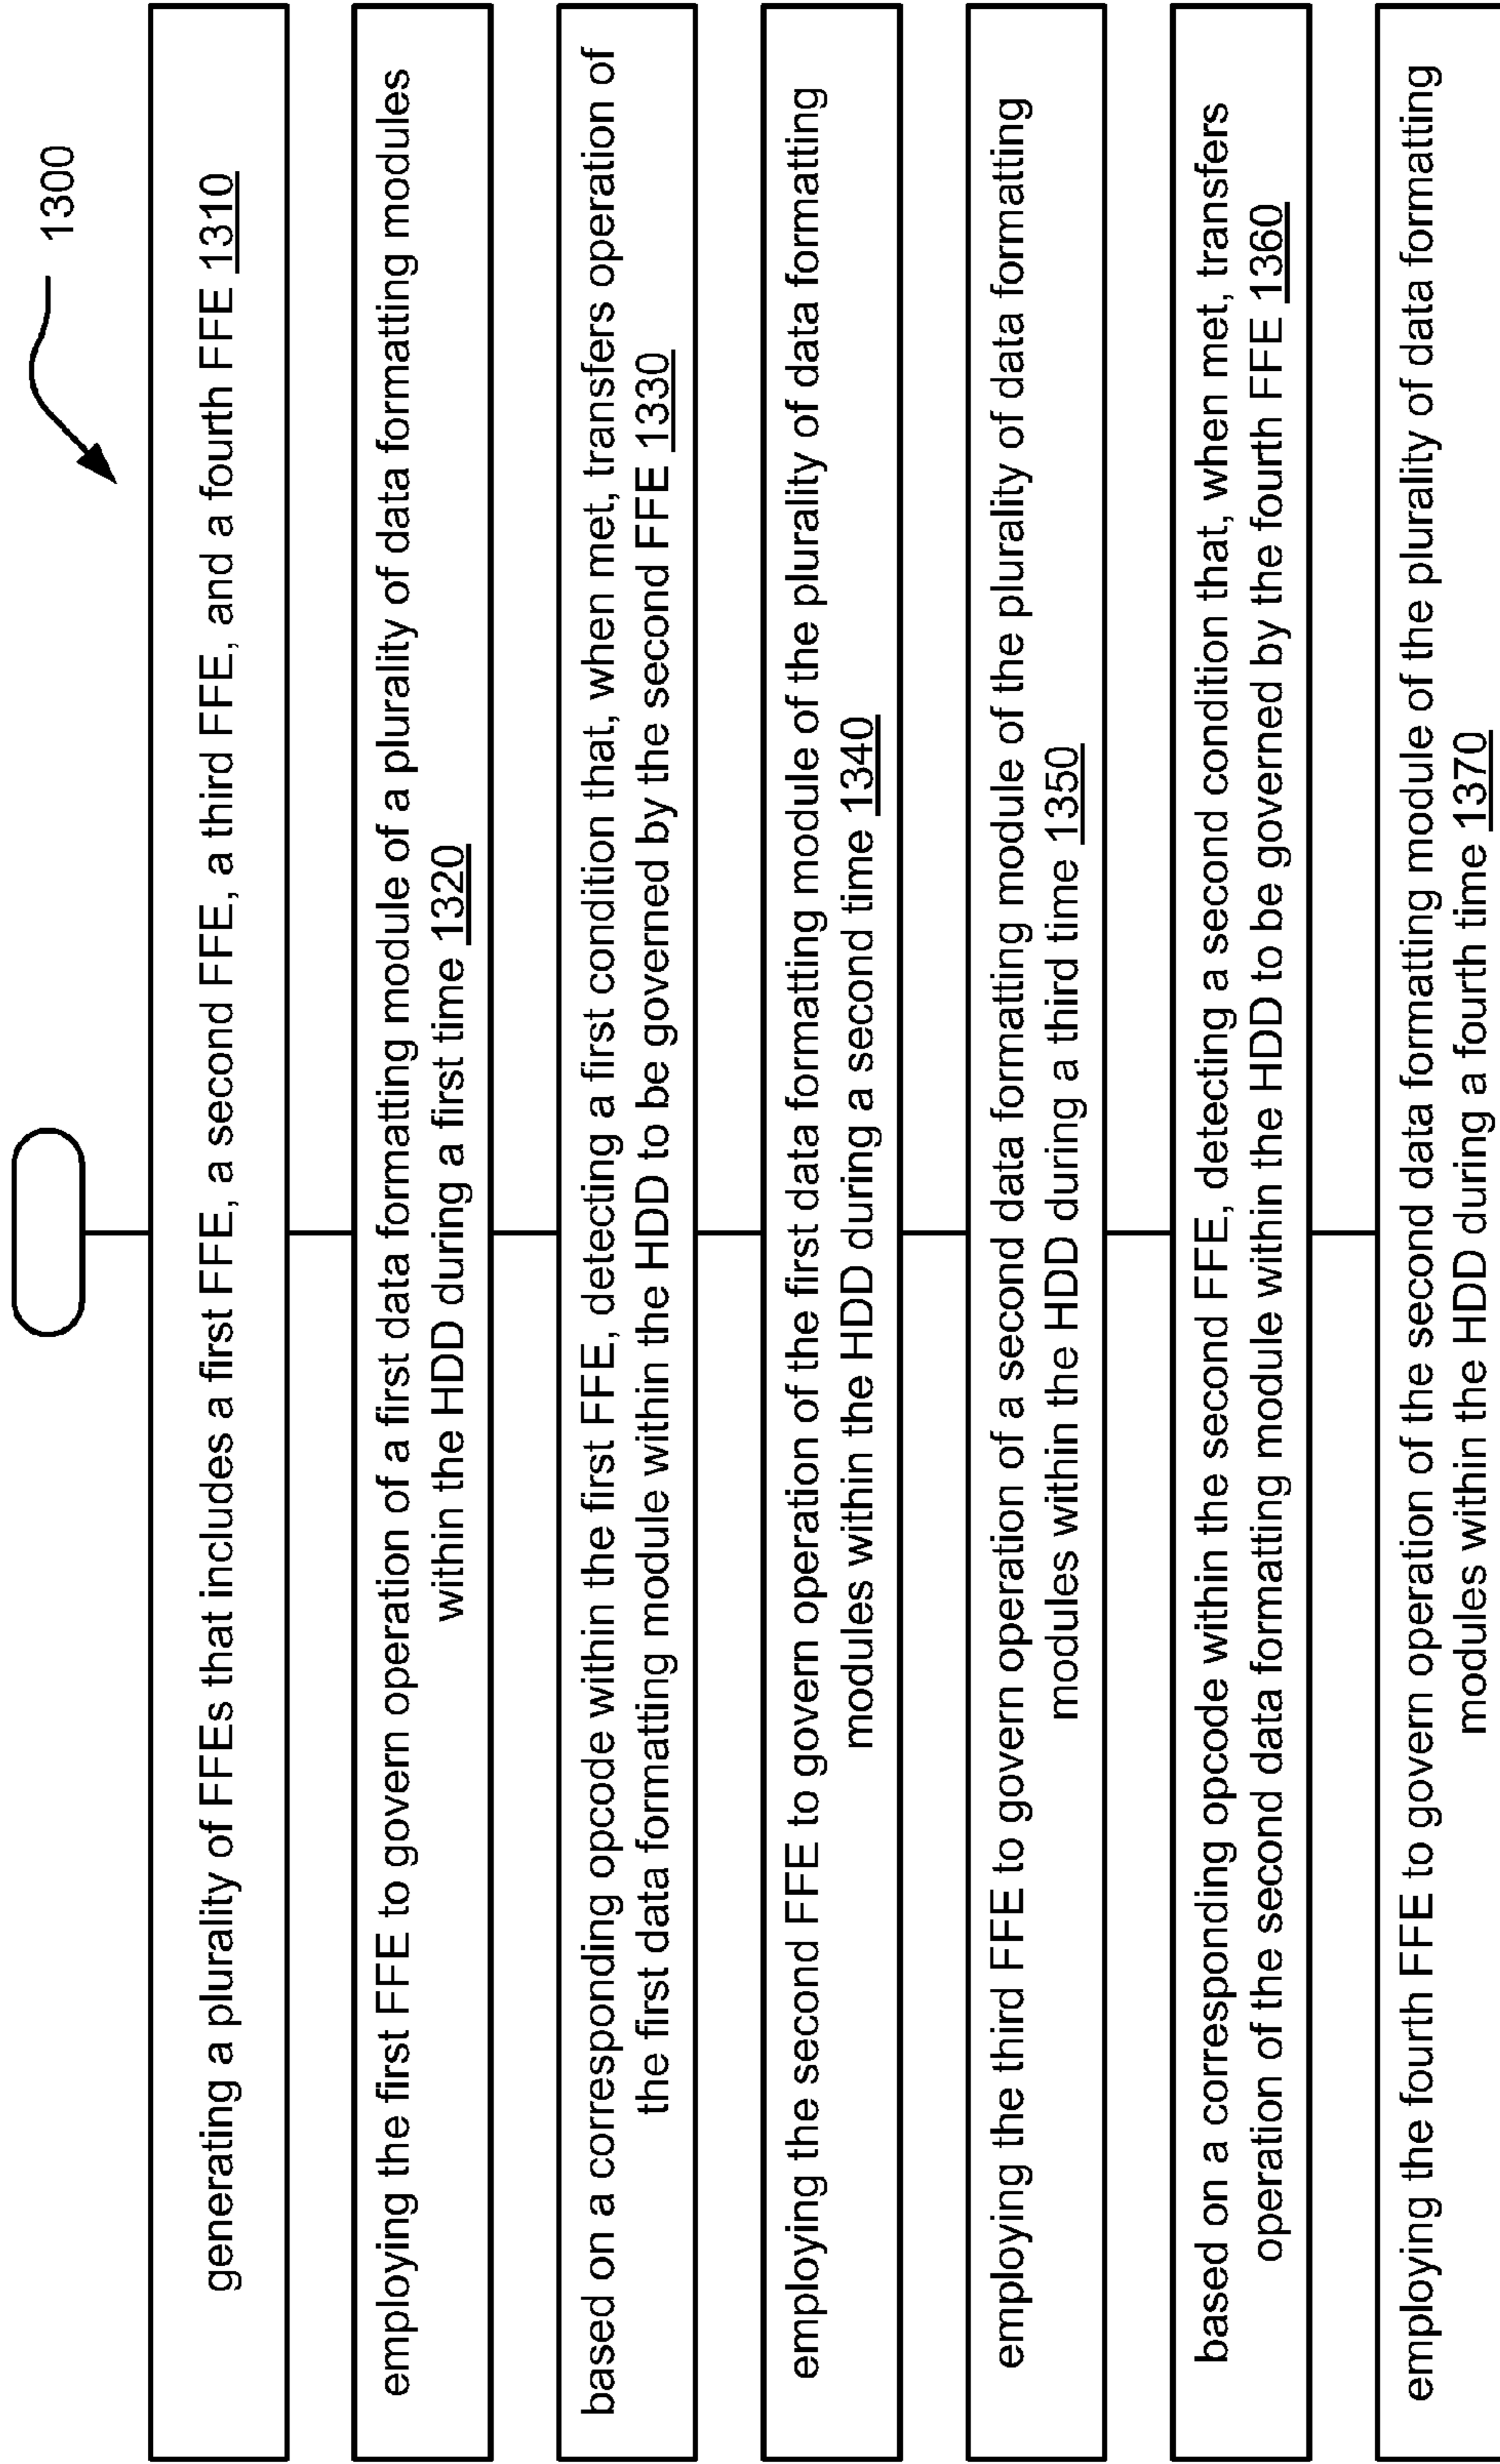 1300
generating a plurality of FFEs that includes a first FFE, a second FFE, a third FFE, and a fourth FFE 1310
employing the first FFE to govern operation of a first data formatting module of a plurality of data formatting modules
within the HDD during a first time 1320
based on a corresponding opcode within the first FFE, detecting a first condition that, when met, transfers operation of
the first data formatting module within the HDD to be governed by the second FFE 1330
employing the second FFE to govern operation of the first data formatting module of the plurality of data formatting
modules within the HDD during a second time 1340
employing the third FFE to govern operation of a second data formatting module of the plurality of data formatting
modules within the HDD during a third time 1350
based on a corresponding opcode within the second FFE, detecting a second condition that, when met, transfers
operation of the second data formatting module within the HDD to be governed by the fourth FFE 1360
employing the fourth FFE to govern operation of the second data formatting module of the plurality of data formatting
modules within the HDD during a fourth time 1370